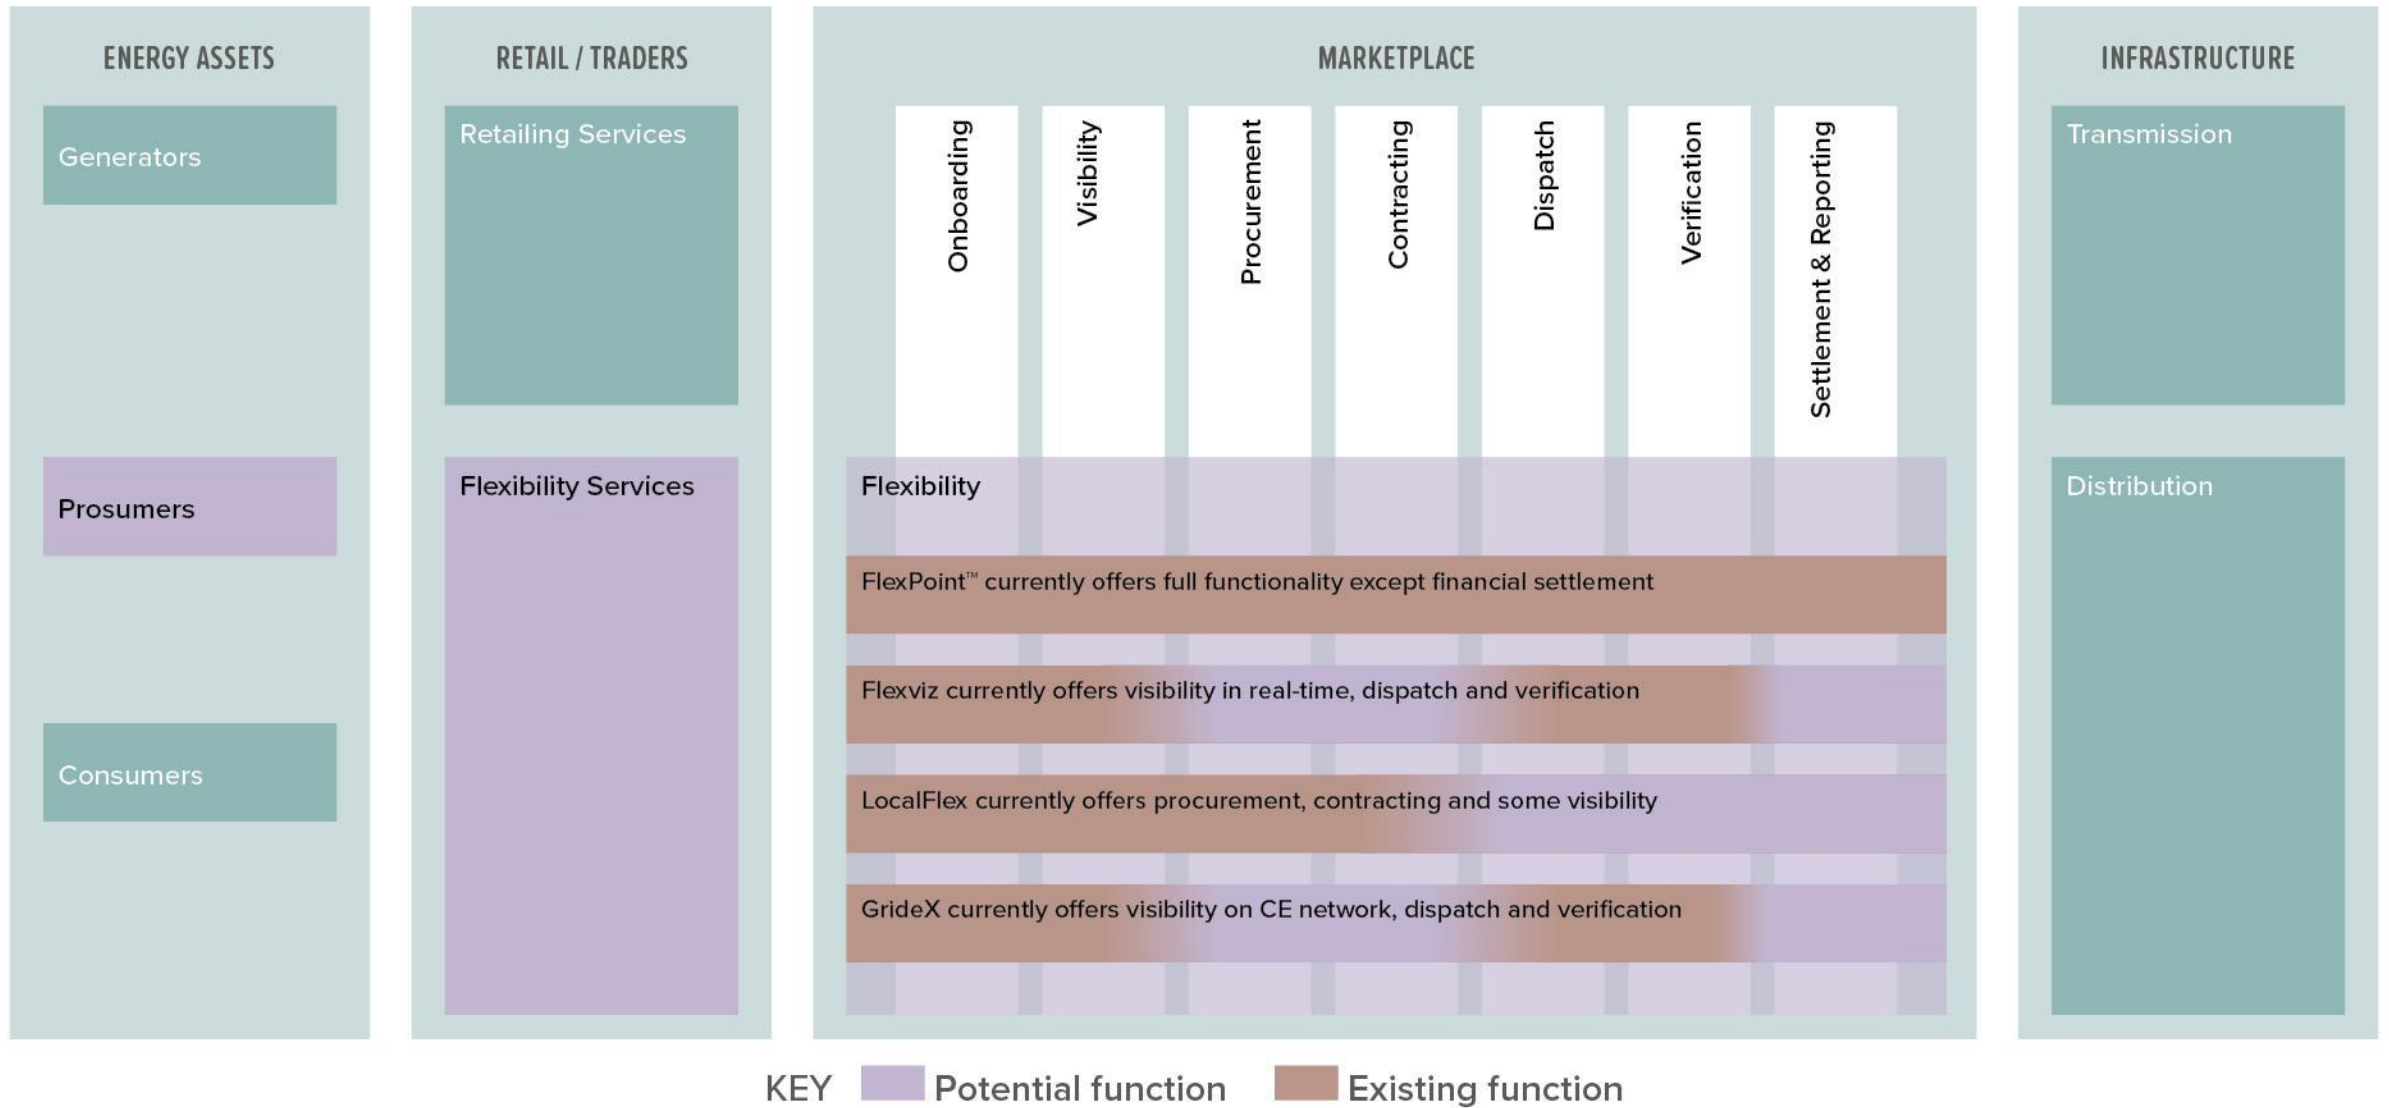 ENERGY ASSETS
Generators
Prosumers
Consumers
RETAIL / TRADERS
Retailing Services
Flexibility Services
MARKETPLACE
Onboarding
Visibility
Procurement
Contracting
Dispatch
Verification
Settlement & Reporting
Flexibility
FlexPoint™ currently offers full functionality except financial settlement
Flexviz currently offers visibility in real-time, dispatch and verification
LocalFlex currently offers procurement, contracting and some visibility
GrideX currently offers visibility on CE network, dispatch and verification
INFRASTRUCTURE
Transmission
Distribution
KEY Potential function Existing function